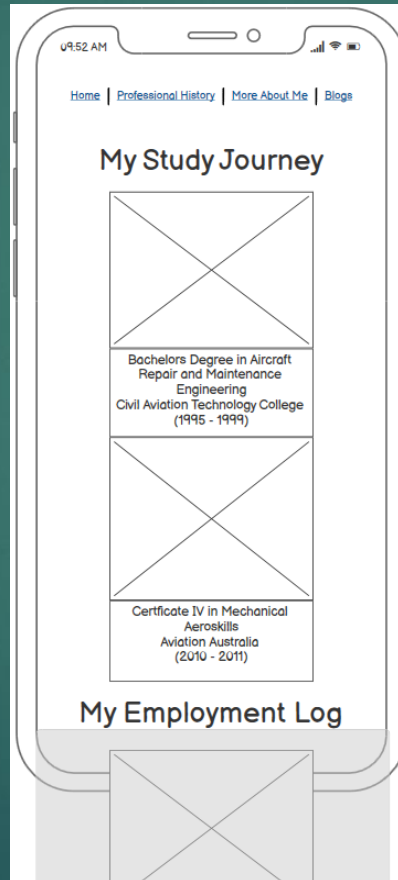 09:52 AM
Home | Professional History | More About Me | Blogs
My Study Journey
Bachelors Degree in Aircraft
Repair and Maintenance
Engineering
Civil Aviation Technology College
(1995 - 1999)
Certficate IV in Mechanical
Aeroskills
Aviation Australia
(2010 - 2011)
My Employment Log